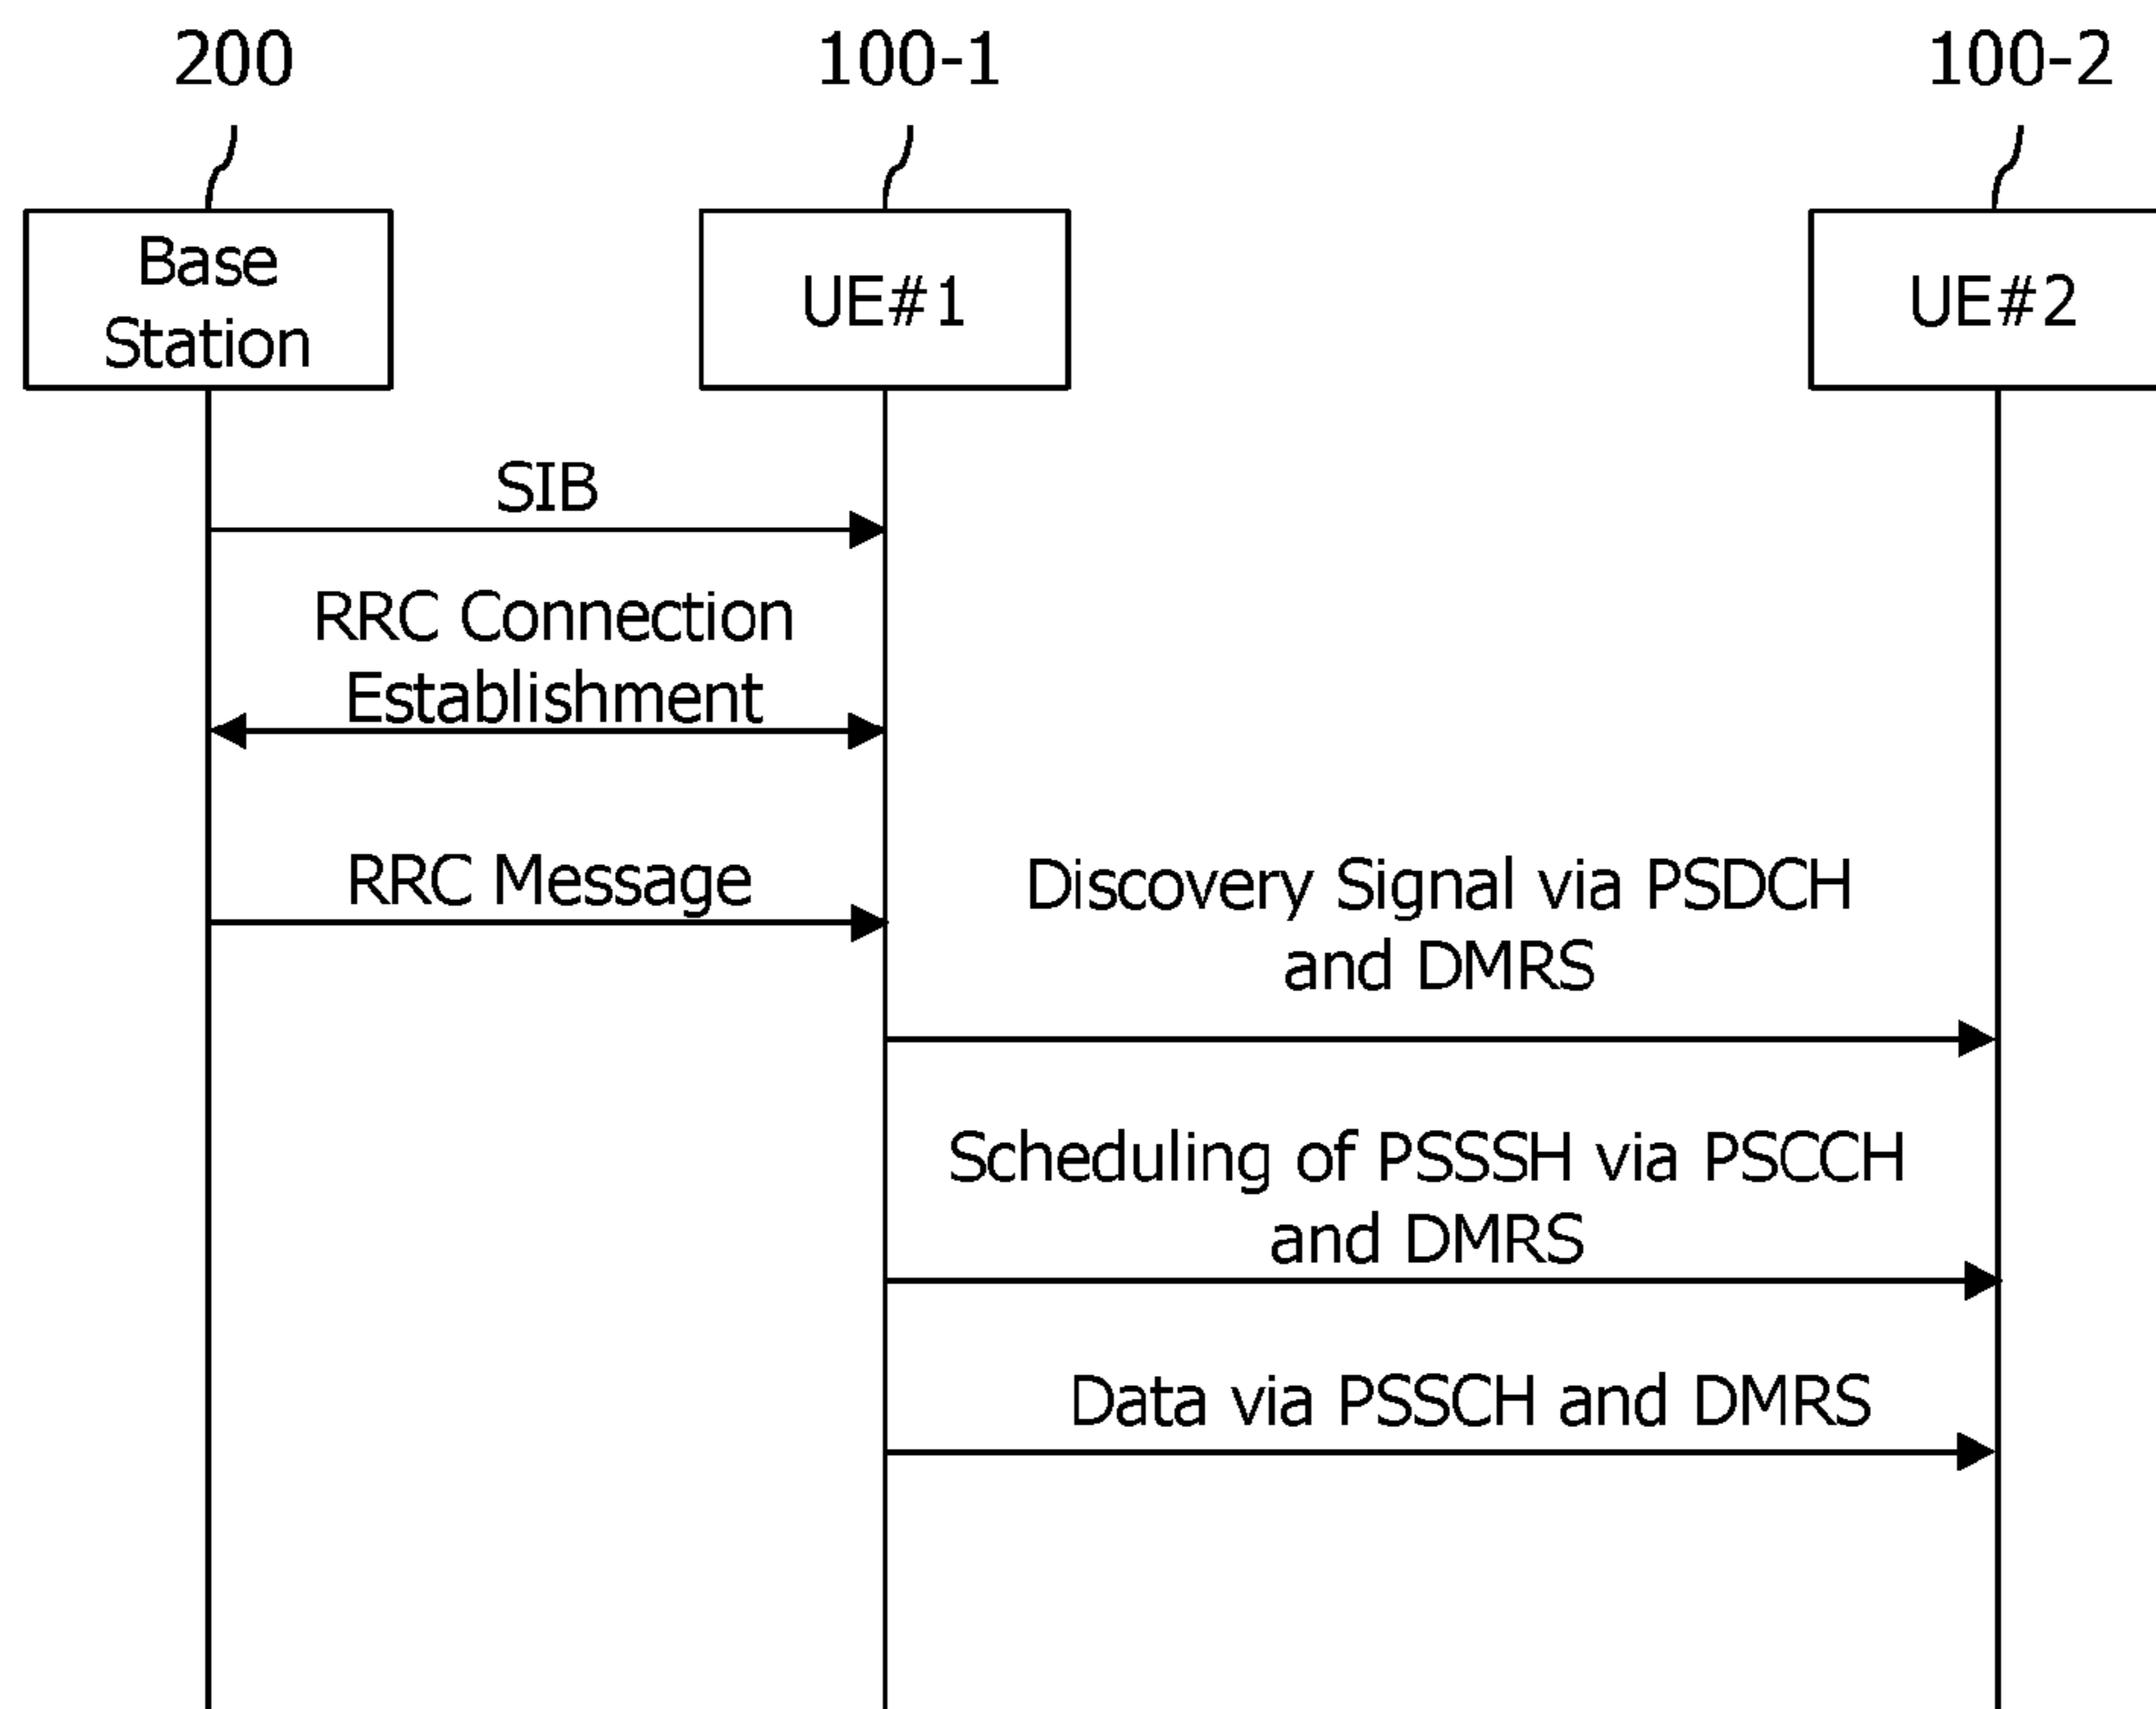 200
100-1
100-2
Base
Station
UE#1
UE#2
SIB
RRC Connection
Establishment
RRC Message
Discovery Signal via PSDCH
and DMRS
Scheduling of PSSSH via PSCCH
and DMRS
Data via PSSCH and DMRS